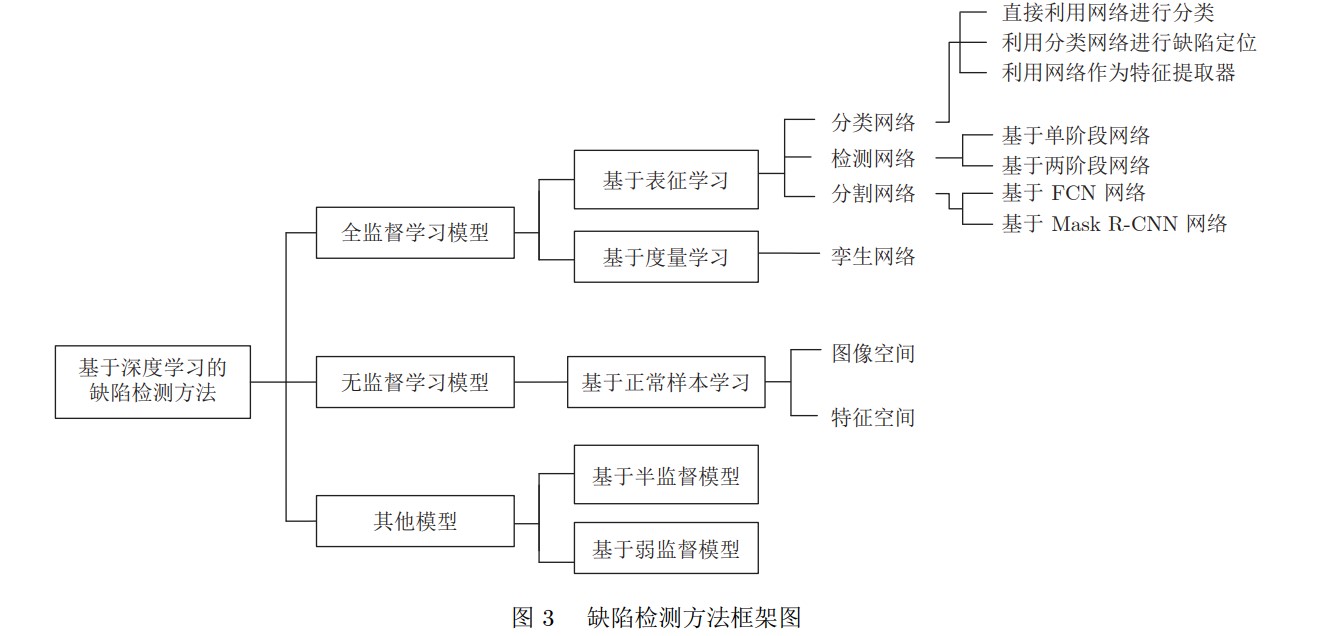 直接利用网络进行分类
利用分类网络进行缺陷定位
利用网络作为特征提取器
分类网络
检测网络
分割网络
基于单阶段网络
基于两阶段网络
基于 FCN 网络
基于 Mask R-CNN 网络
基于表征学习
全监督学习模型
基于度量学习
孪生网络
基于深度学习的
缺陷检测方法
无监督学习模型
基于正常样本学习
图像空间
特征空间
其他模型
基于半监督模型
基于弱监督模型
图 3 缺陷检测方法框架图